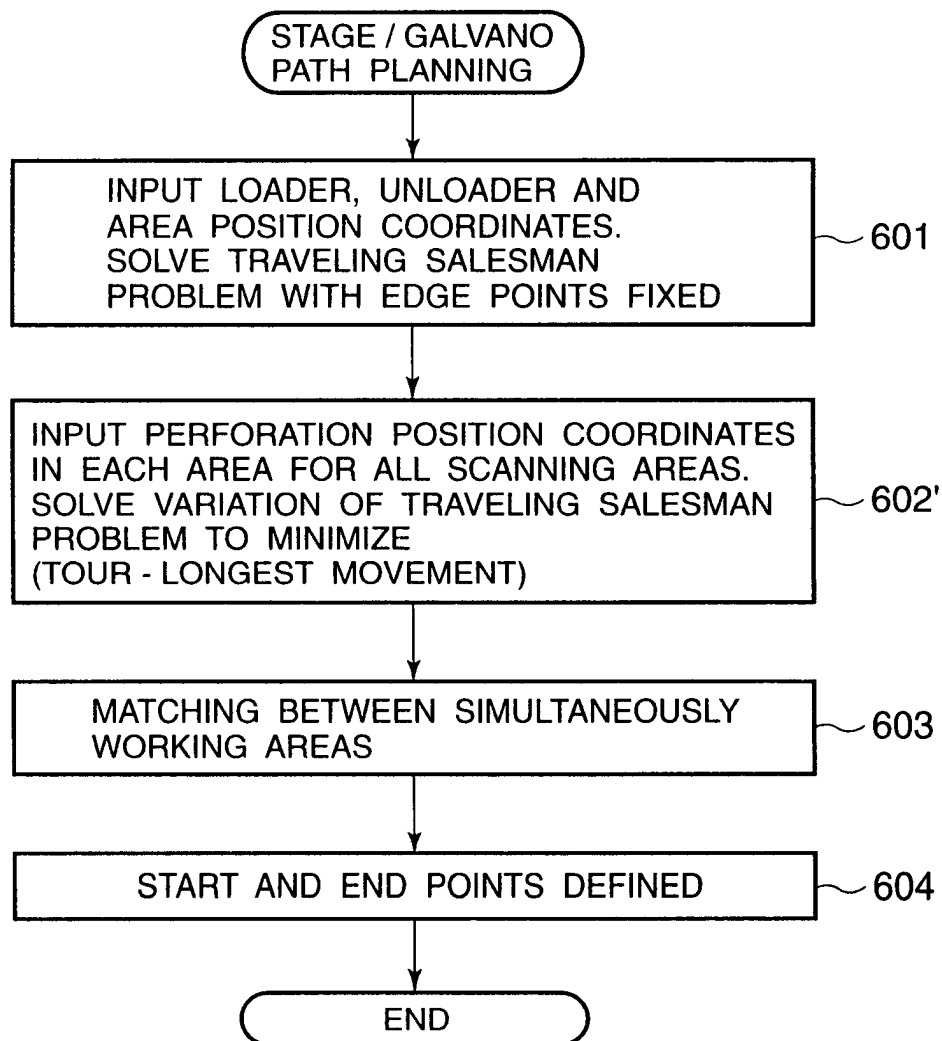 STAGE / GALVANO
PATH PLANNING
INPUT LOADER, UNLOADER AND
AREA POSITION COORDINATES.
SOLVE TRAVELING SALESMAN
PROBLEM WITH EDGE POINTS FIXED
601
INPUT PERFORATION POSITION COORDINATES
IN EACH AREA FOR ALL SCANNING AREAS.
SOLVE VARIATION OF TRAVELING SALESMAN
PROBLEM TO MINIMIZE
(TOUR - LONGEST MOVEMENT)
602'
MATCHING BETWEEN SIMULTANEOUSLY
WORKING AREAS
603
START AND END POINTS DEFINED
604
END